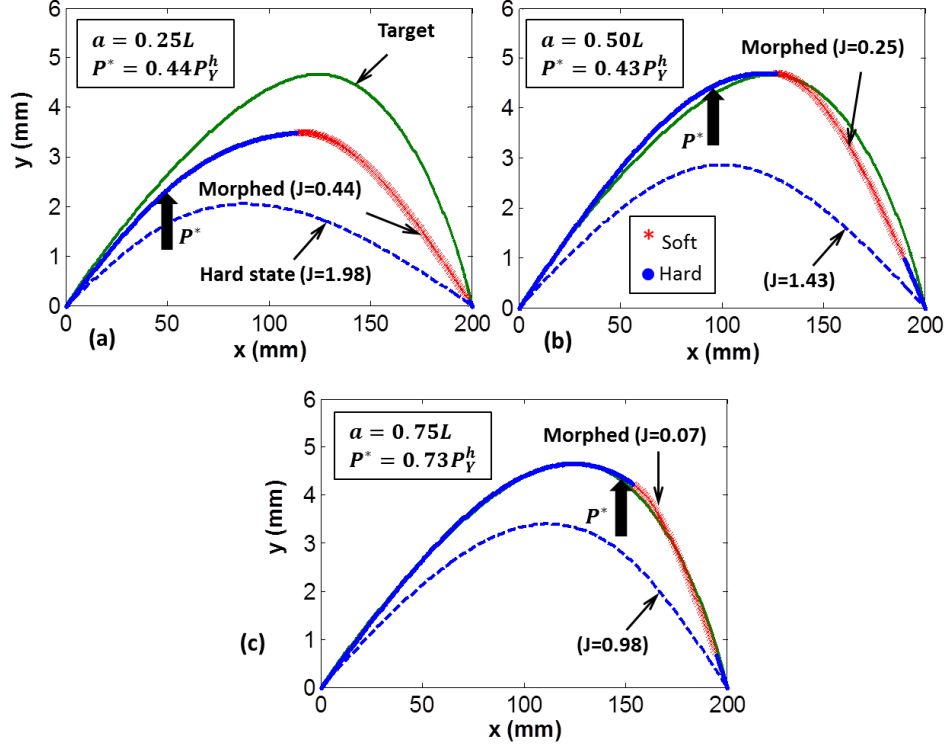 a = 0.25L
P* = 0.44P_Y^h
Target
Morphed (J=0.44)
P*
Hard state (J=1.98)
y (mm)
6
5
4
3
2
1
0
0
50
100
150
200
(a)
x (mm)
a = 0.50L
P* = 0.43P_Y^h
Morphed (J=0.25)
P*
Soft
Hard
(J=1.43)
6
5
4
3
2
1
0
0
50
100
150
200
(b)
x (mm)
a = 0.75L
P* = 0.73P_Y^h
Morphed (J=0.07)
P*
(J=0.98)
y (mm)
6
5
4
3
2
1
0
0
50
100
150
200
(c)
x (mm)